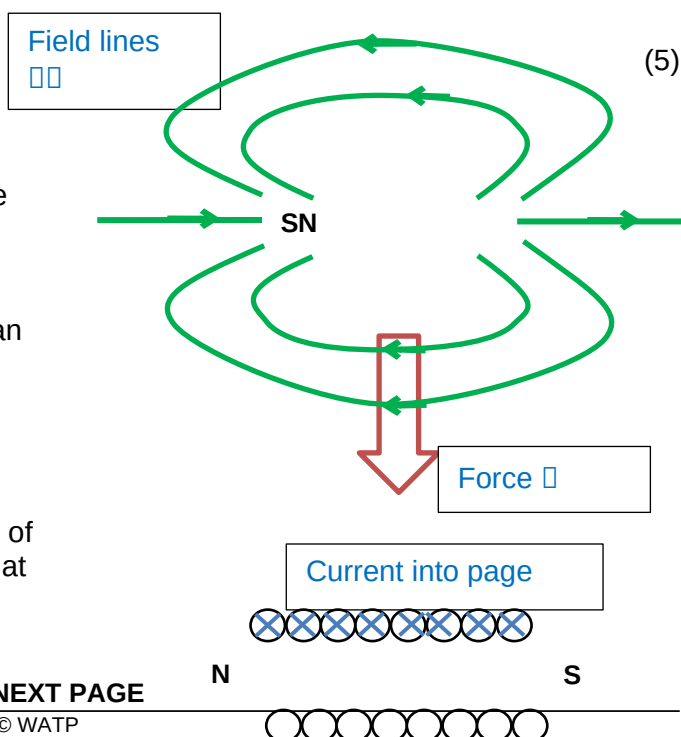 Field lines
▯▯
(5)
e
SN
an
Force ▯
of
at
Current into page
N
S
NEXT PAGE
© WATP